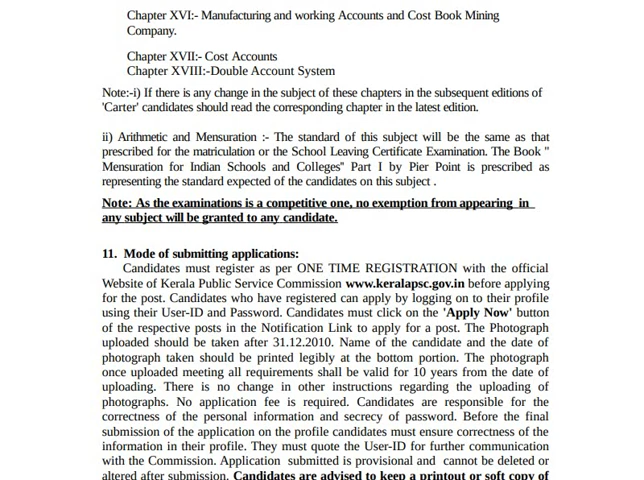 Chapter XVI:- Manufacturing and working Accounts and Cost Book Mining
Company.
Chapter XVII:- Cost Accounts
Chapter XVIII:-Double Account System
Note:-i) If there is any change in the subject of these chapters in the subsequent editions of
'Carter' candidates should read the corresponding chapter in the latest edition.
ii) Arithmetic and Mensuration :- The standard of this subject will be the same as that
prescribed for the matriculation or the School Leaving Certificate Examination. The Book "
Mensuration for Indian Schools and Colleges" Part I by Pier Point is prescribed as
representing the standard expected of the candidates on this subject .
Note: As the examinations is a competitive one, no exemption from appearing in
any subject will be granted to any candidate.
11. Mode of submitting applications:
Candidates must register as per ONE TIME REGISTRATION with the official
Website of Kerala Public Service Commission www.keralapsc.gov.in before applying
for the post. Candidates who have registered can apply by logging on to their profile
using their User-ID and Password. Candidates must click on the 'Apply Now' button
of the respective posts in the Notification Link to apply for a post. The Photograph
uploaded should be taken after 31.12.2010. Name of the candidate and the date of
photograph taken should be printed legibly at the bottom portion. The photograph
once uploaded meeting all requirements shall be valid for 10 years from the date of
uploading. There is no change in other instructions regarding the uploading of
photographs. No application fee is required. Candidates are responsible for the
correctness of the personal information and secrecy of password. Before the final
submission of the application on the profile candidates must ensure correctness of the
information in their profile. They must quote the User-ID for further communication
with the Commission. Application submitted is provisional and cannot be deleted or
altered after submission. Candidates are advised to keep a printout or soft copy of